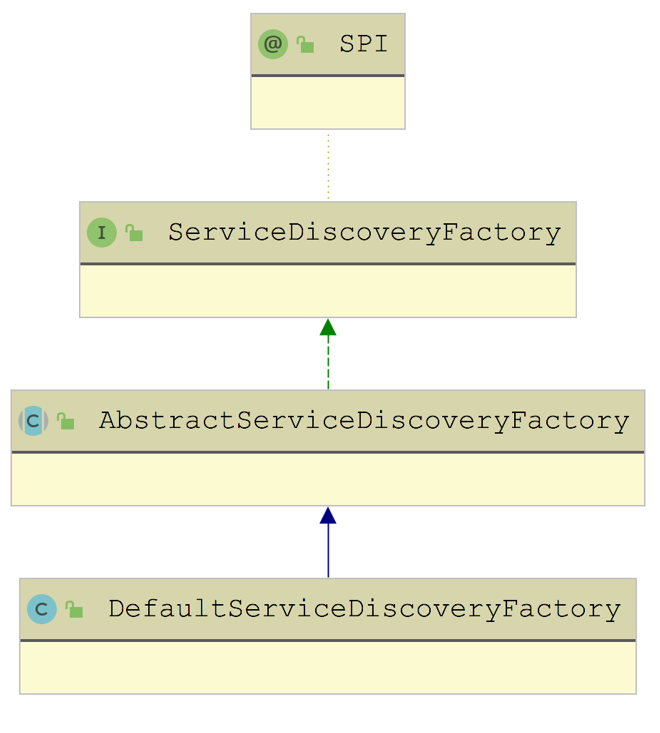 @ SPI
I ServiceDiscoveryFactory
C AbstractServiceDiscoveryFactory
C DefaultServiceDiscoveryFactory